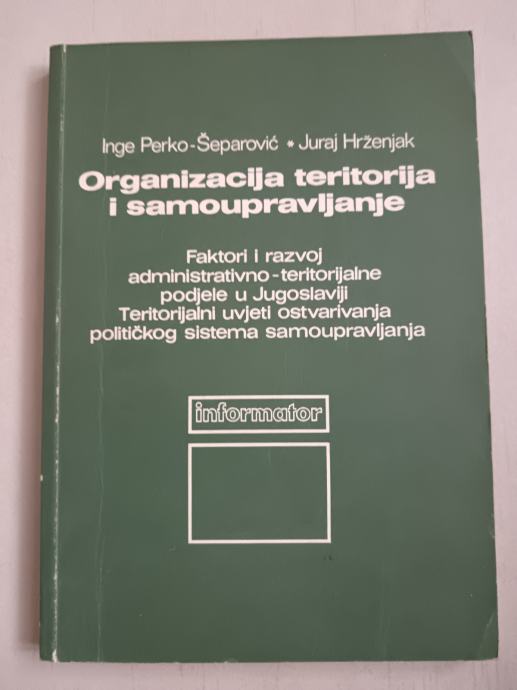 Inge Perko-Šeparović * Juraj Hrženjak
Organizacija teritorija
i samoupravljanje
Faktori i razvoj
administrativno-teritorijalne
podjele u Jugoslaviji
Teritorijalni uvjeti ostvarivanja
političkog sistema samoupravljanja
informator